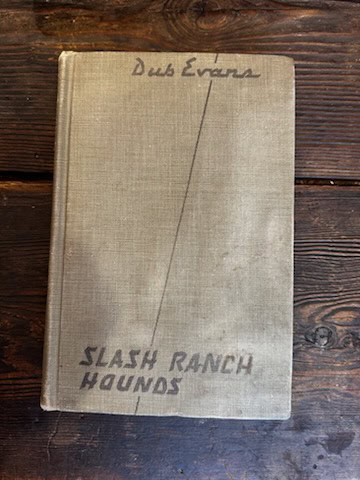 Dub Evans
SLASH RANCH
HOUNDS